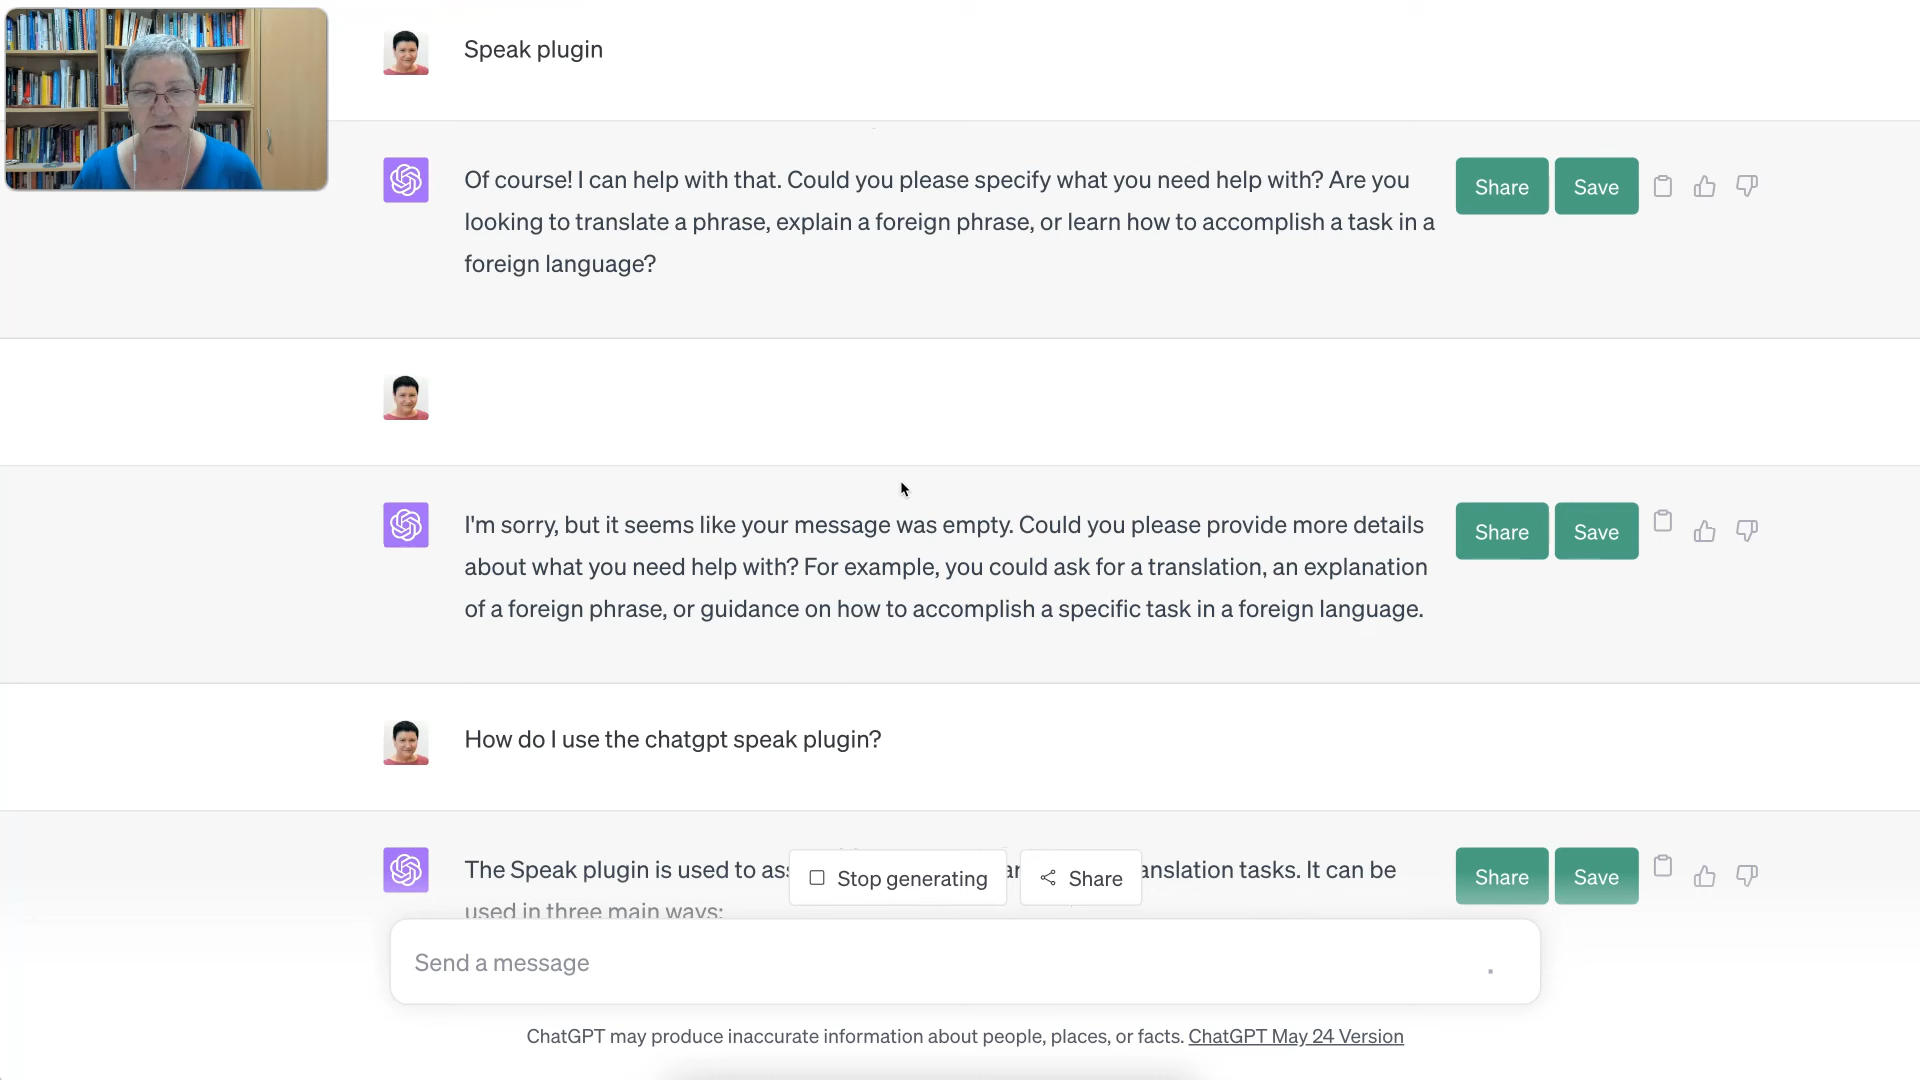 Speak plugin
Of course! I can help with that. Could you please specify what you need help with? Are you
looking to translate a phrase, explain a foreign phrase, or learn how to accomplish a task in a
foreign language?
Share Save
I'm sorry, but it seems like your message was empty. Could you please provide more details
about what you need help with? For example, you could ask for a translation, an explanation
of a foreign phrase, or guidance on how to accomplish a specific task in a foreign language.
Share Save
How do I use the chatgpt speak plugin?
The Speak plugin is used to
Stop generating
Share
tasks. It can be
used in three main ways:
Share Save
Send a message
ChatGPT may produce inaccurate information about people, places, or facts. ChatGPT May 24 Version